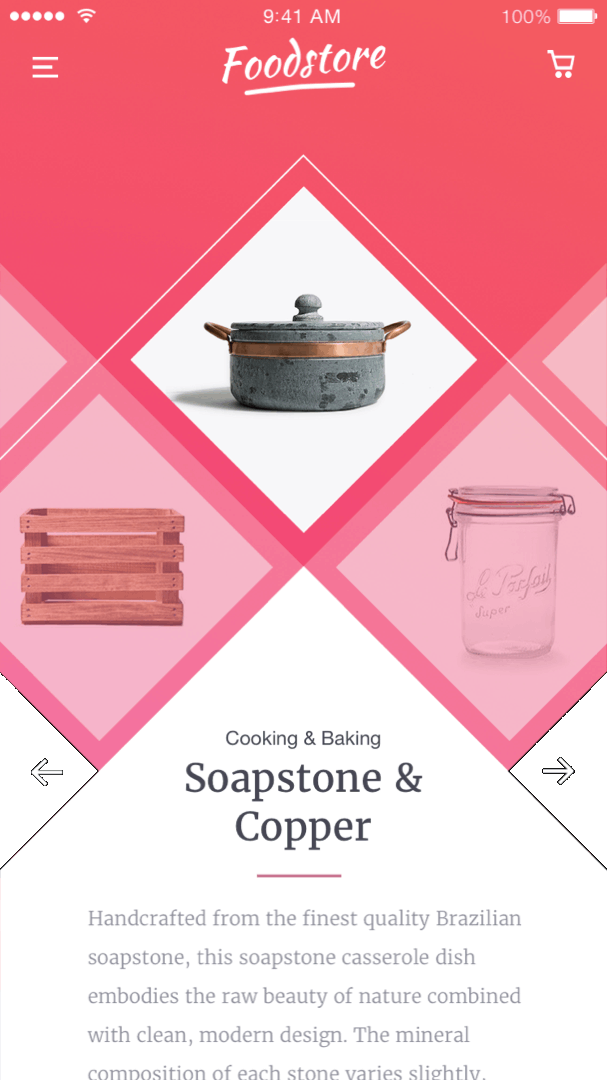 9:41 AM
100%
Foodstore
Le Parfait
Super
Cooking & Baking
Soapstone &
Copper
Handcrafted from the finest quality Brazilian
soapstone, this soapstone casserole dish
embodies the raw beauty of nature combined
with clean, modern design. The mineral
composition of each stone varies slightly.